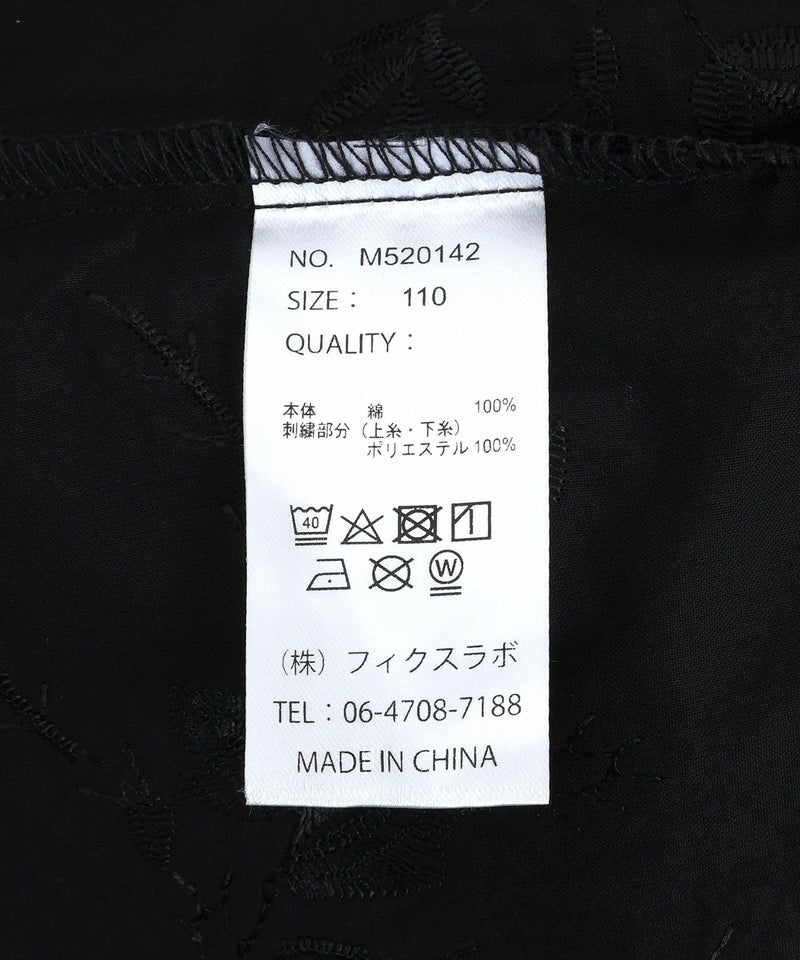 NO. M520142
SIZE： 110
QUALITY：
本体 綿 100%
刺繍部分（上糸・下糸）
ポリエステル 100%
40
W
（株）フィクスラボ
TEL：06-4708-7188
MADE IN CHINA